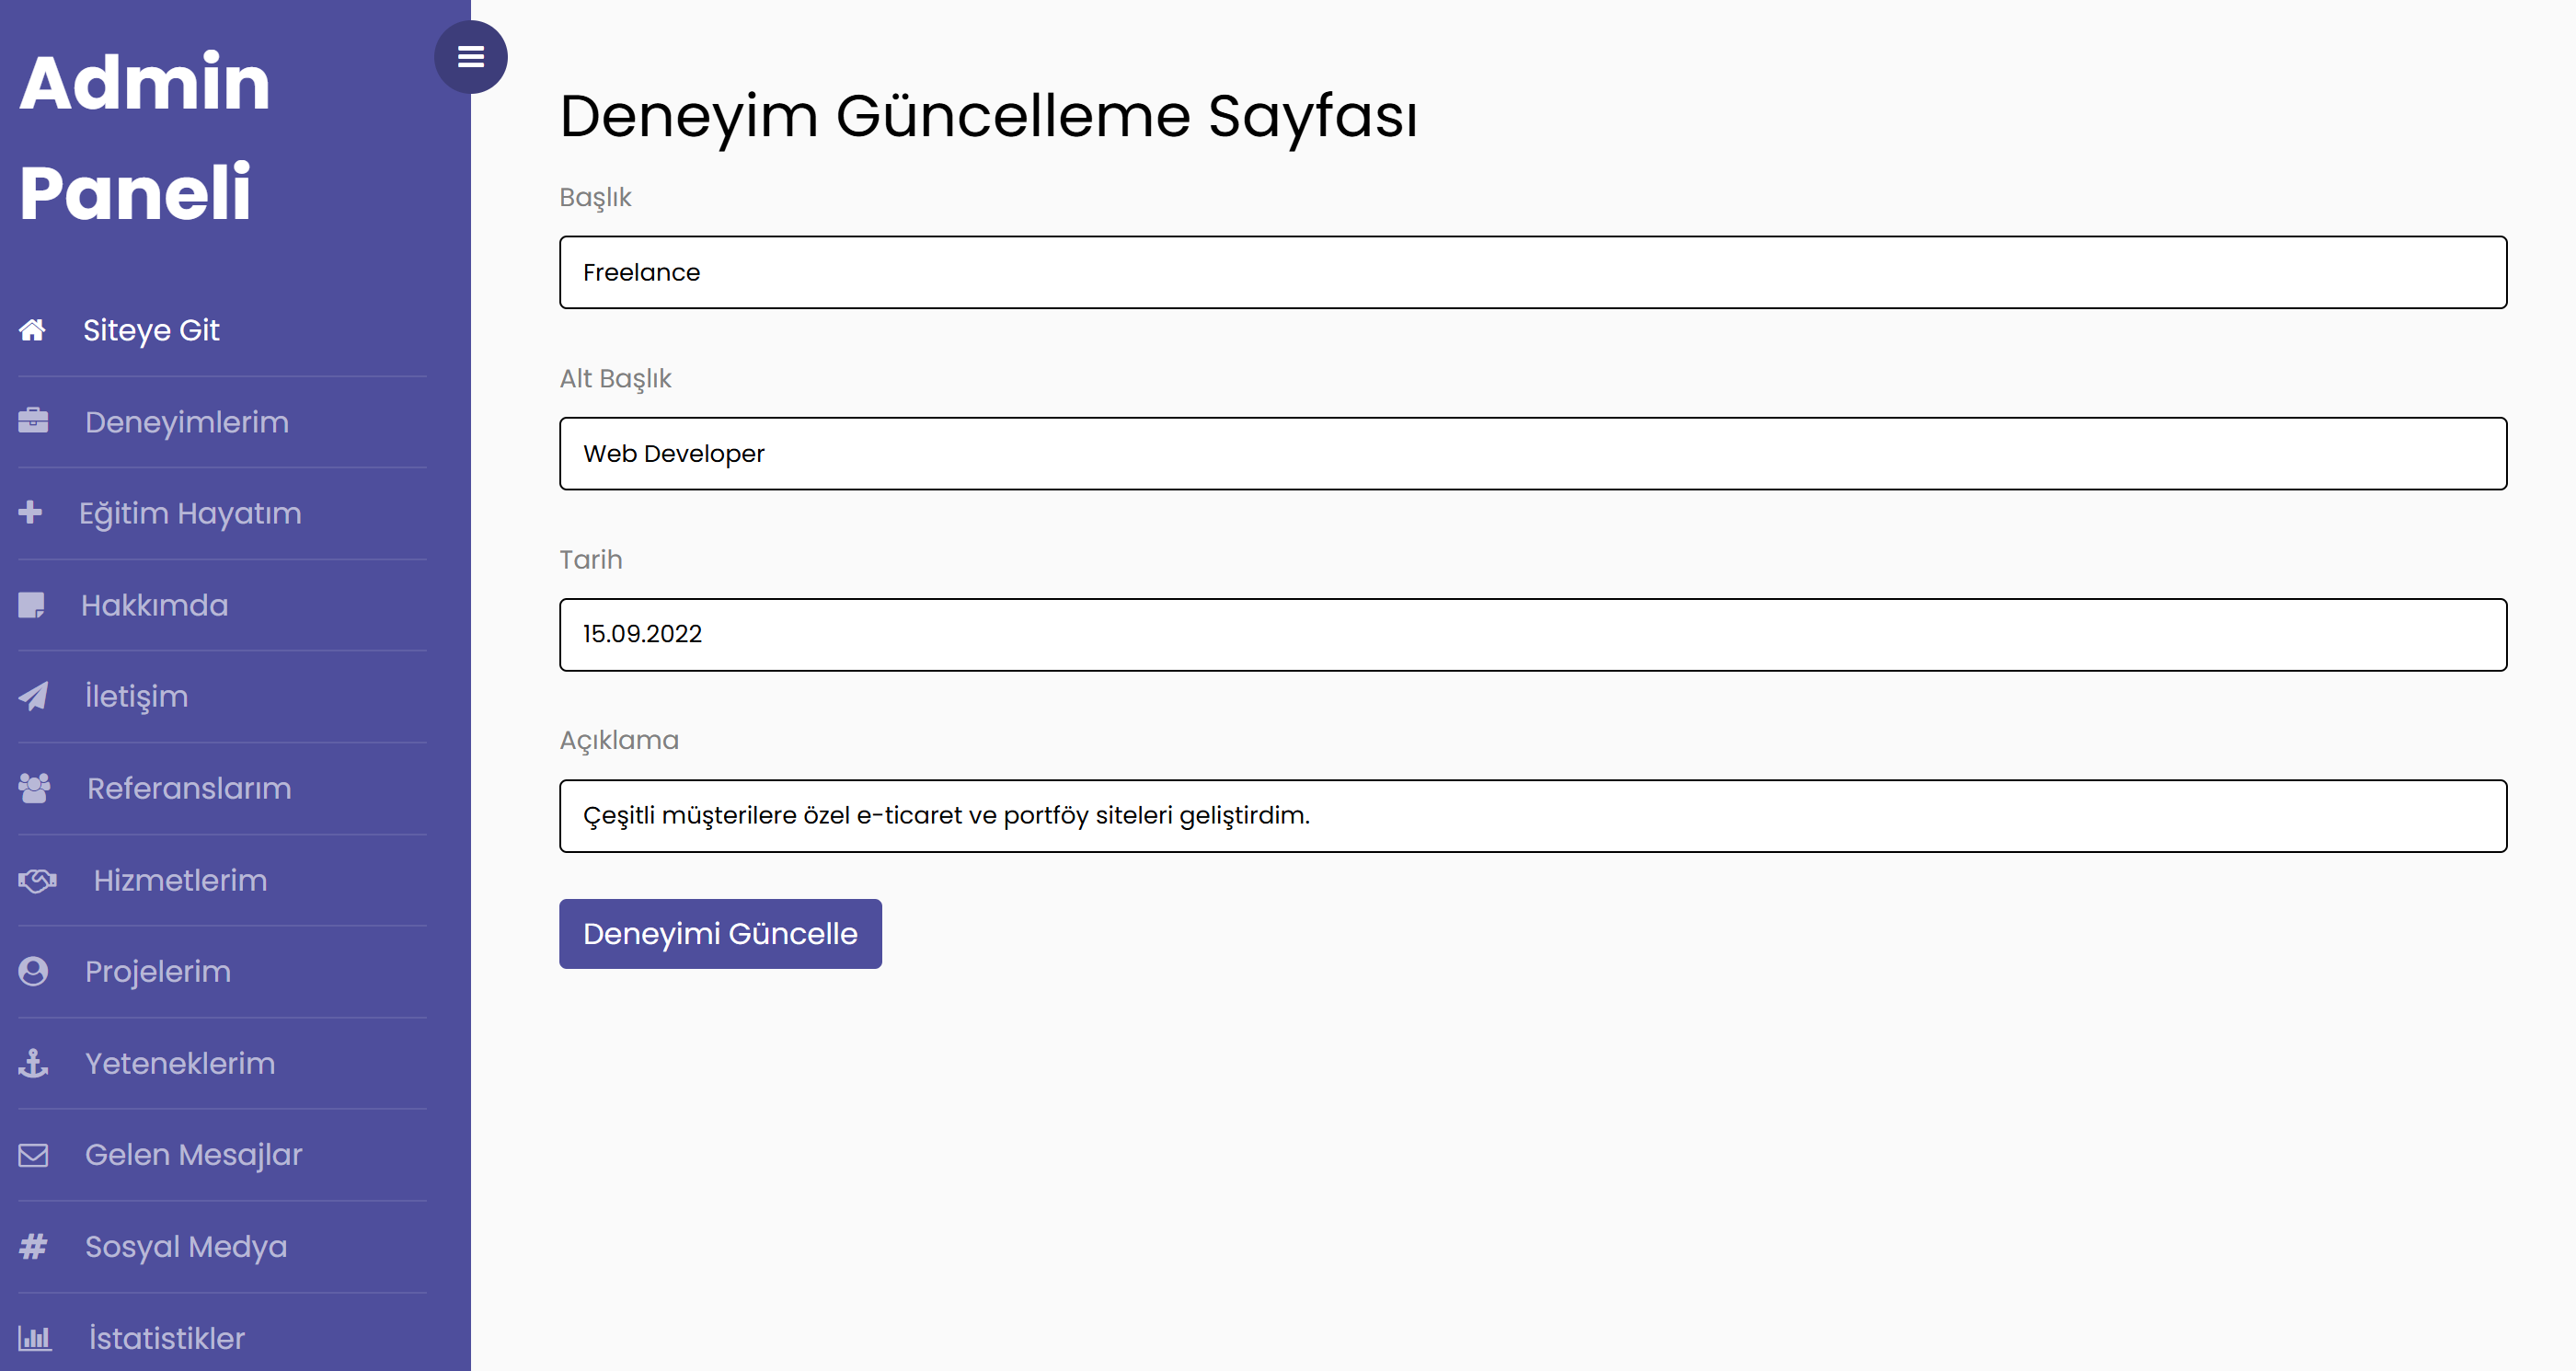 Admin
Paneli
Siteye Git
Deneyimlerim
Eğitim Hayatım
Hakkımda
İletişim
Referanslarım
Hizmetlerim
Projelerim
Yeteneklerim
Gelen Mesajlar
Sosyal Medya
İstatistikler
Deneyim Güncelleme Sayfası
Başlık
Freelance
Alt Başlık
Web Developer
Tarih
15.09.2022
Açıklama
Çeşitli müşterilere özel e-ticaret ve portföy siteleri geliştirdim.
Deneyimi Güncelle